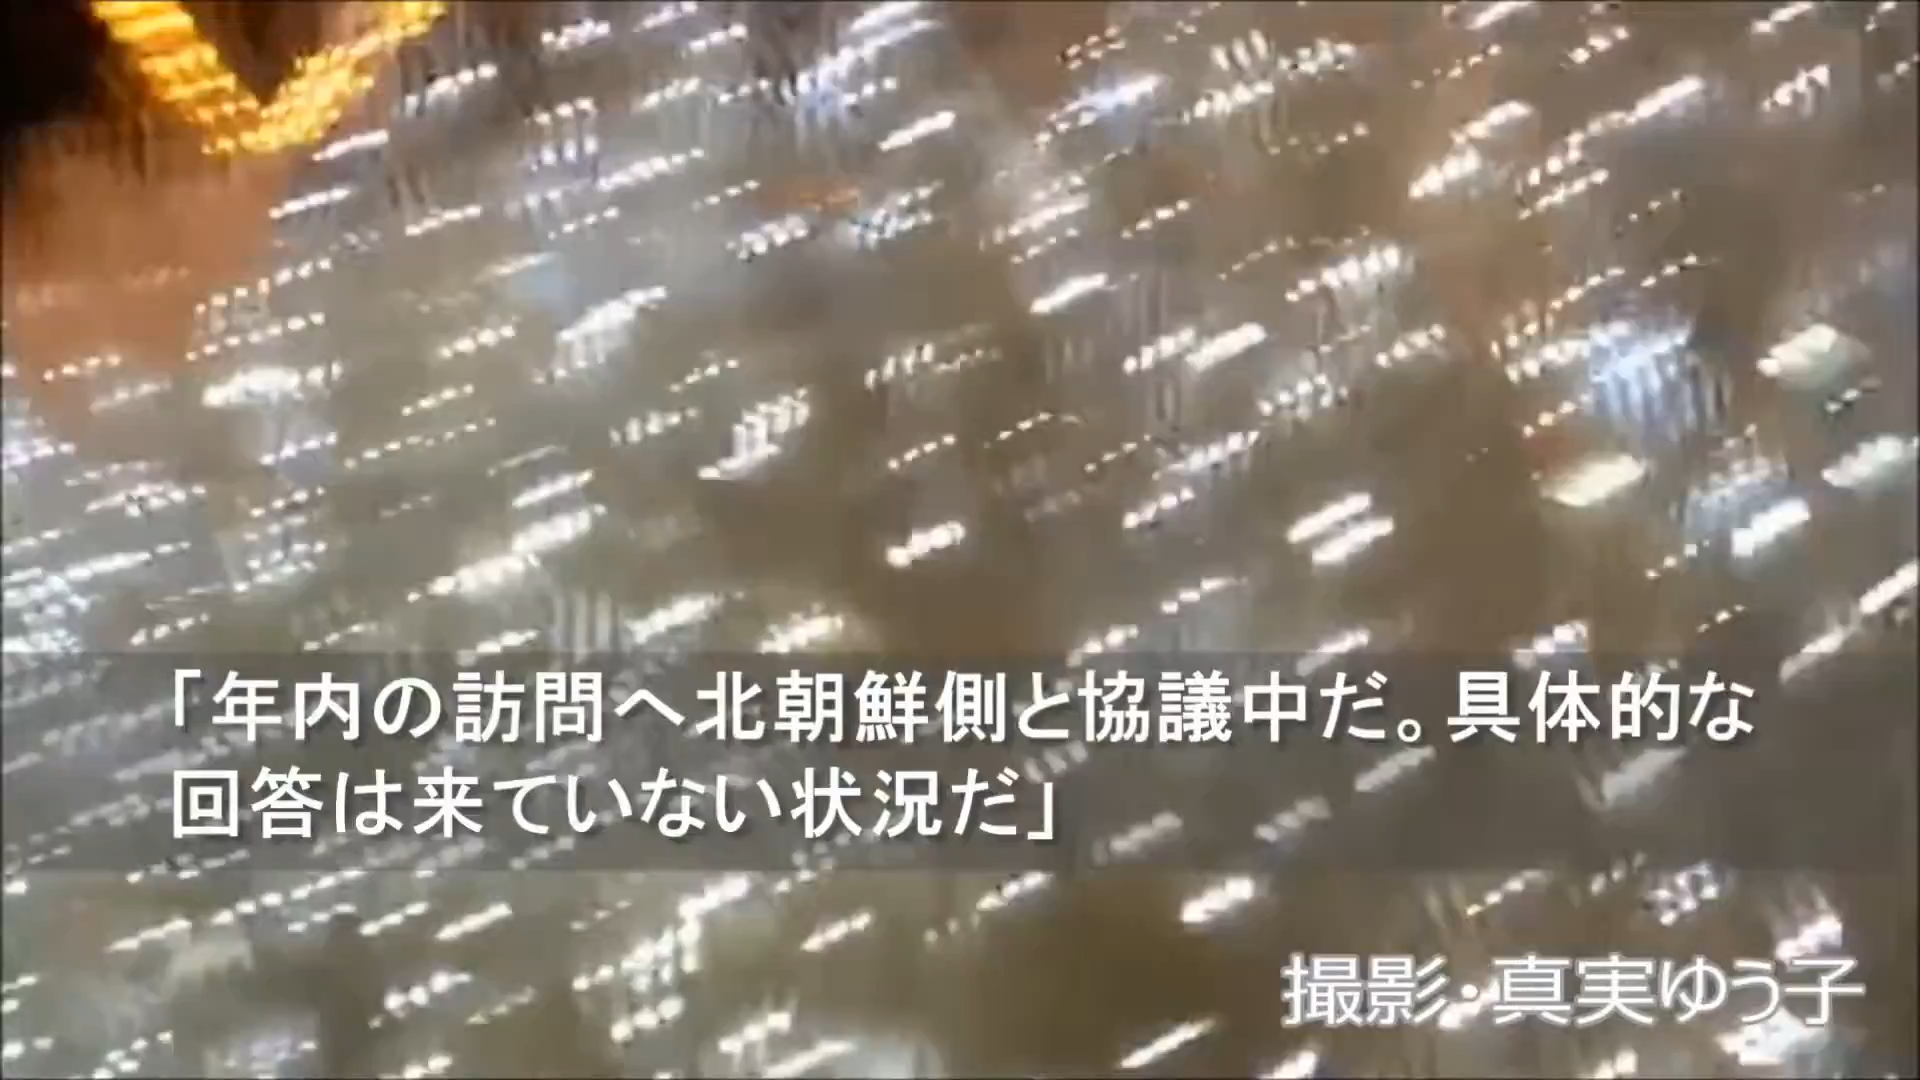 「年内の訪問へ北朝鮮側と協議中だ。具体的な
回答は来ていない状況だ」
撮影・真実ゆう子